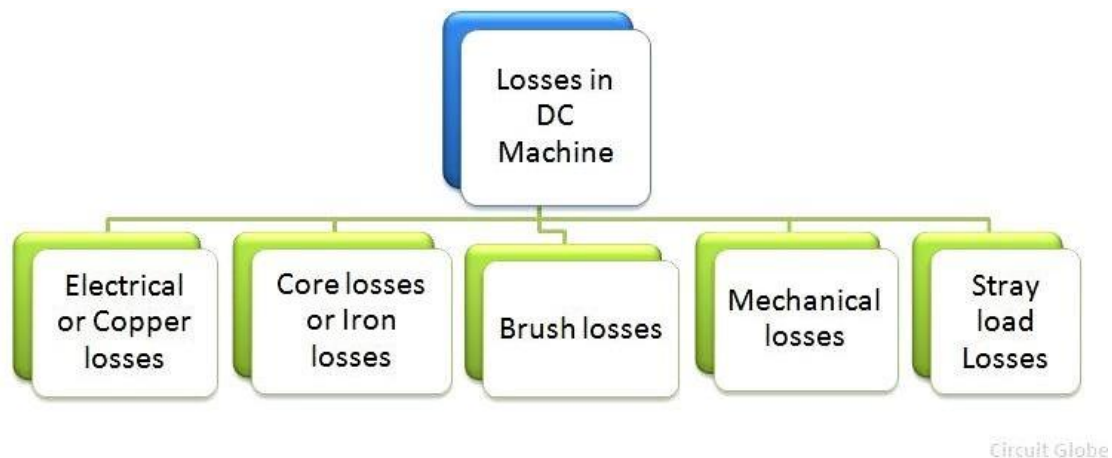 Losses in
DC
Machine
Electrical
or Copper
losses
Core losses
or Iron
losses
Brush losses
Mechanical
losses
Stray
load
Losses
Circuit Globe